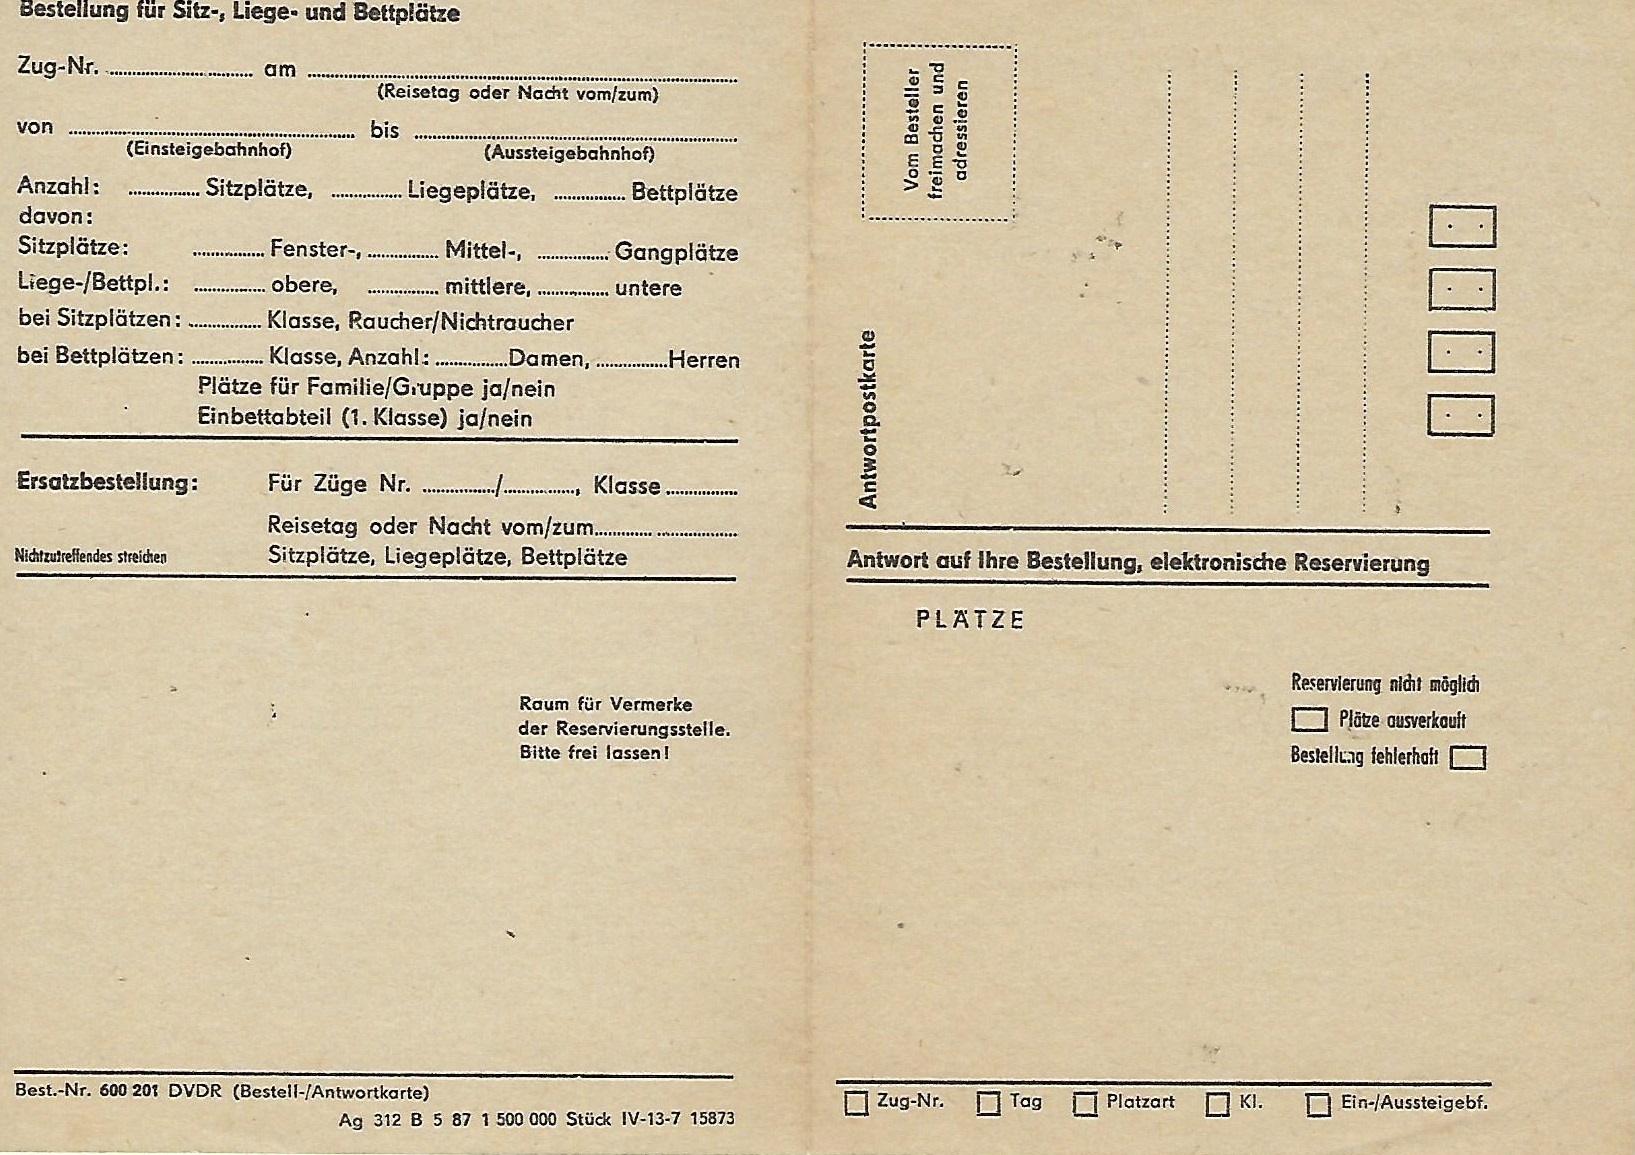 Bestellung für Sitz-, Liege- und Bettplätze
Zug-Nr. ........................ am ........................
(Reisetag oder Nacht vom/zum)
von ........................ bis ........................
(Einsteigebahnhof) (Aussteigebahnhof)
Anzahl: ............ Sitzplätze, ............ Liegeplätze, ............ Bettplätze
davon:
Sitzplätze: ............ Fenster-, ............ Mittel-, ............ Gangplätze
Liege-/Bettpl.: ............ obere, ............ mittlere, ............ untere
bei Sitzplätzen: ............ Klasse, Raucher/Nichtraucher
bei Bettplätzen: ............ Klasse, Anzahl: ............ Damen, ............ Herren
Plätze für Familie/Gruppe ja/nein
Einbettabteil (1. Klasse) ja/nein
Ersatzbestellung: Für Züge Nr. ............/............, Klasse ............
Reisetag oder Nacht vom/zum ........................
Nichtzutreffendes streichen Sitzplätze, Liegeplätze, Bettplätze
Raum für Vermerke
der Reservierungsstelle.
Bitte frei lassen!
Best.-Nr. 600 201 DVDR (Bestell-/Antwortkarte)
Ag 312 B 5 87 1 500 000 Stück IV-13-7 15873
Vom Besteller
freimachen und
adressieren
Antwortpostkarte
Antwort auf Ihre Bestellung, elektronische Reservierung
PLÄTZE
Reservierung nicht möglich
Plätze ausverkauft
Bestellung fehlerhaft
Zug-Nr. Tag Platzart Kl. Ein-/Aussteigebf.